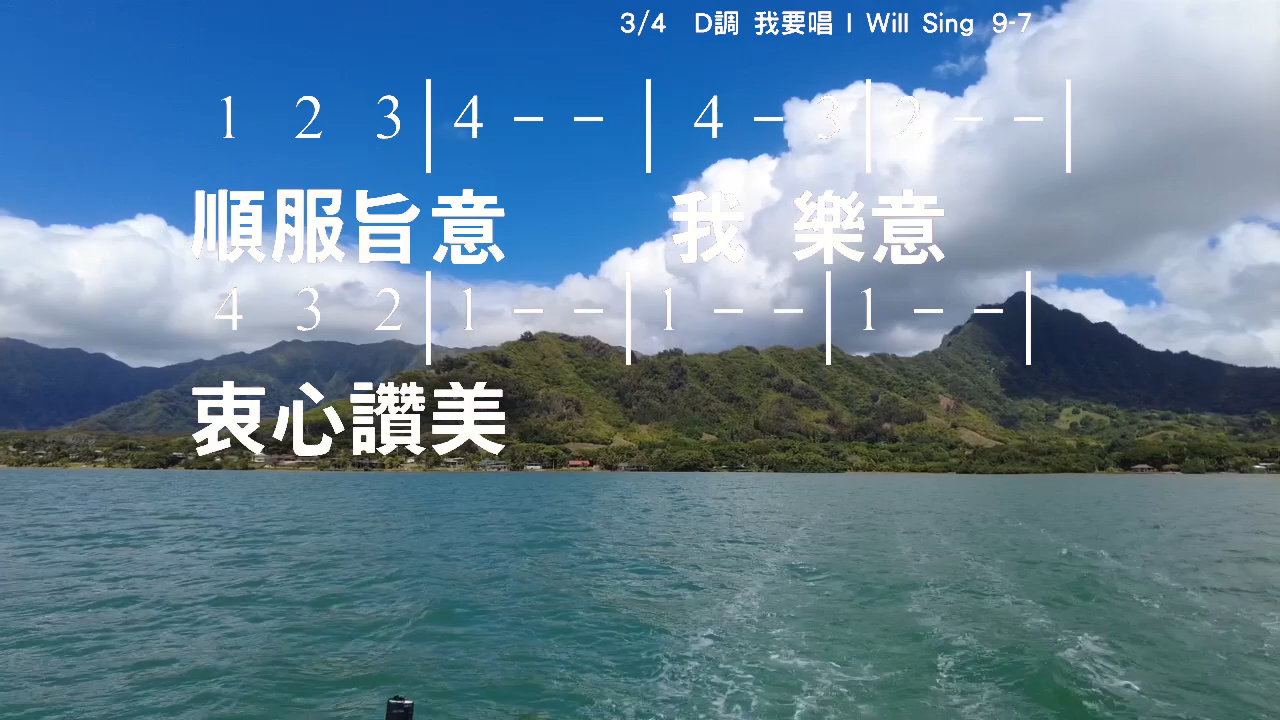 3/4 D調 我要唱 I Will Sing 9-7
1 2 3 | 4 - - | 4 - 3 | 2 - - |
順服旨意 我 樂意
4 3 2 | 1 - - | 1 - - | 1 - - |
衷心讚美